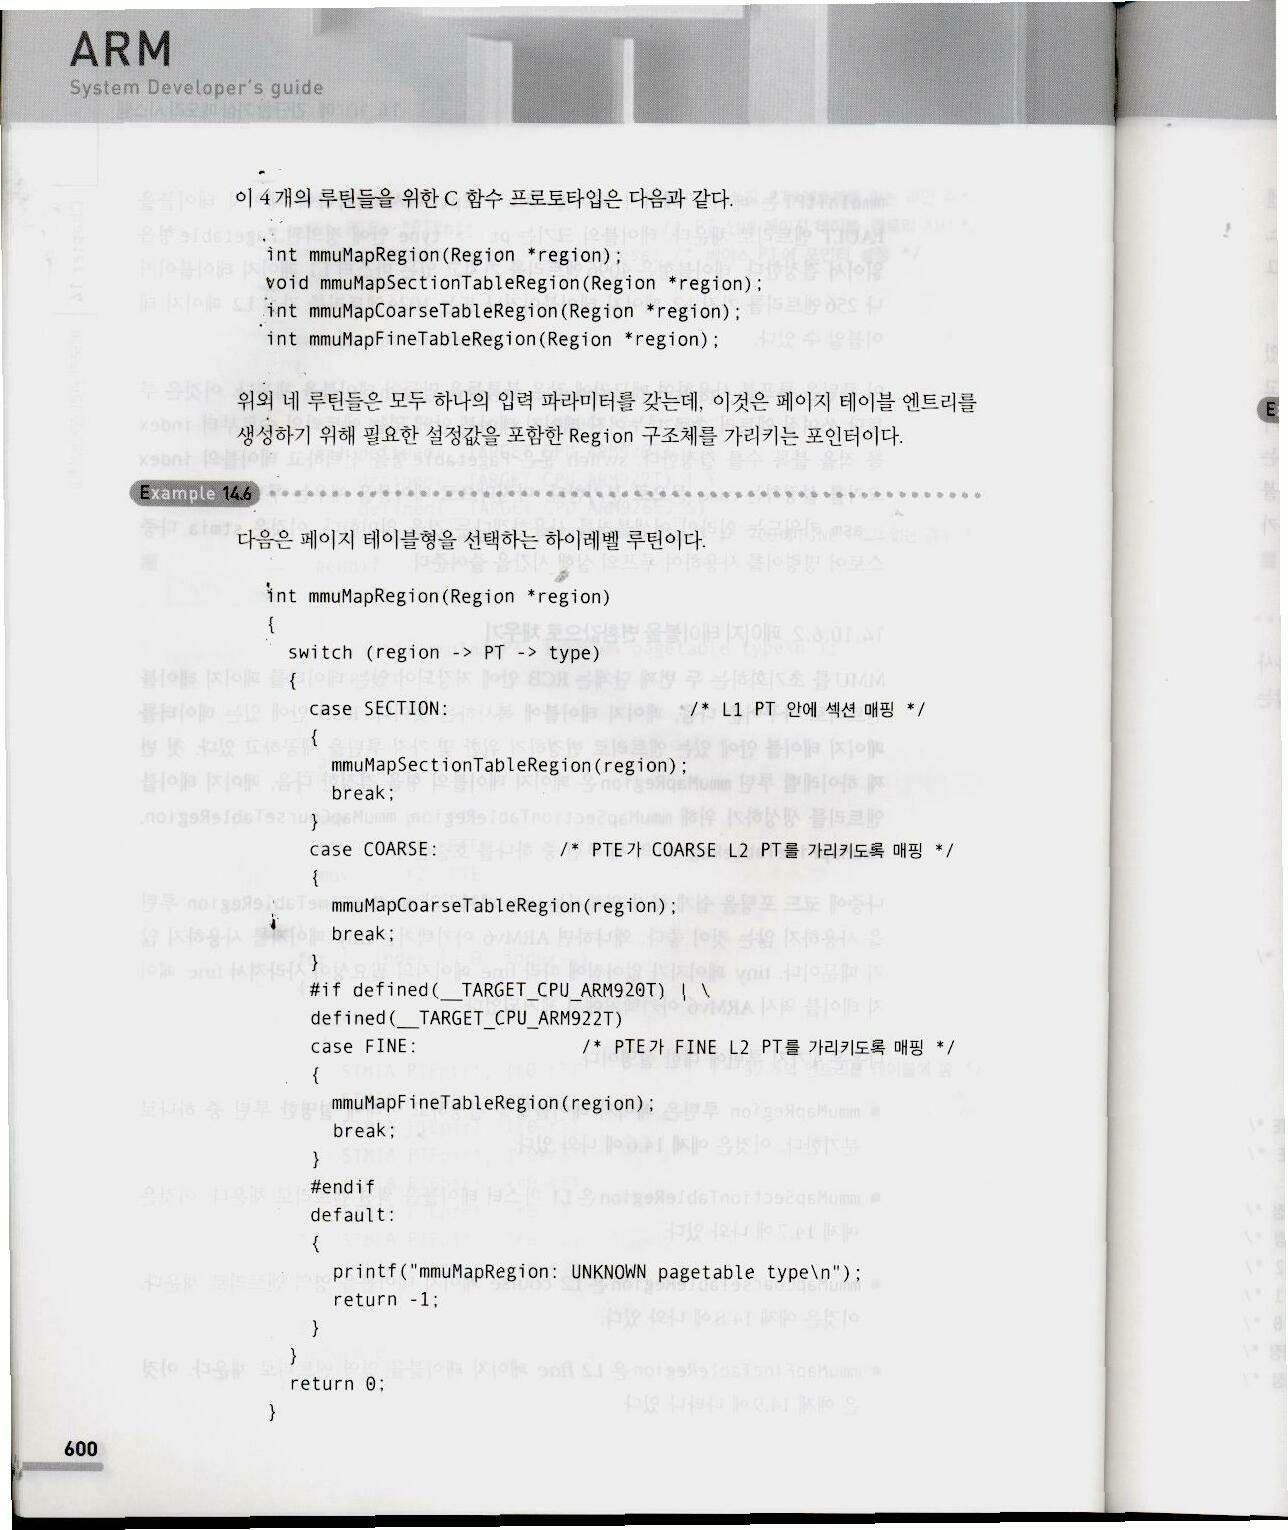 ARM
System Developer's guide
이 4개의 루틴들을 위한 C 함수 프로토타입은 다음과 같다.
int mmuMapRegion(Region *region);
void mmuMapSectionTableRegion(Region *region);
int mmuMapCoarseTableRegion(Region *region);
int mmuMapFineTableRegion(Region *region);
위의 네 루틴들은 모두 하나의 입력 파라미터를 갖는데, 이것은 페이지 테이블 엔트리를
생성하기 위해 필요한 설정값을 포함한 Region 구조체를 가리키는 포인터이다.
Example 14.6
다음은 페이지 테이블형을 선택하는 하이레벨 루틴이다.
int mmuMapRegion(Region *region)
{
switch (region -> PT -> type)
{
case SECTION: /* L1 PT 안에 섹션 매핑 */
{
mmuMapSectionTableRegion(region);
break;
}
case COARSE: /* PTE가 COARSE L2 PT를 가리키도록 매핑 */
{
mmuMapCoarseTableRegion(region);
break;
}
#if defined(__TARGET_CPU_ARM920T) | \
defined(__TARGET_CPU_ARM922T)
case FINE: /* PTE가 FINE L2 PT를 가리키도록 매핑 */
{
mmuMapFineTableRegion(region);
break;
}
#endif
default:
{
printf("mmuMapRegion: UNKNOWN pagetable type\n");
return -1;
}
}
return 0;
}
600